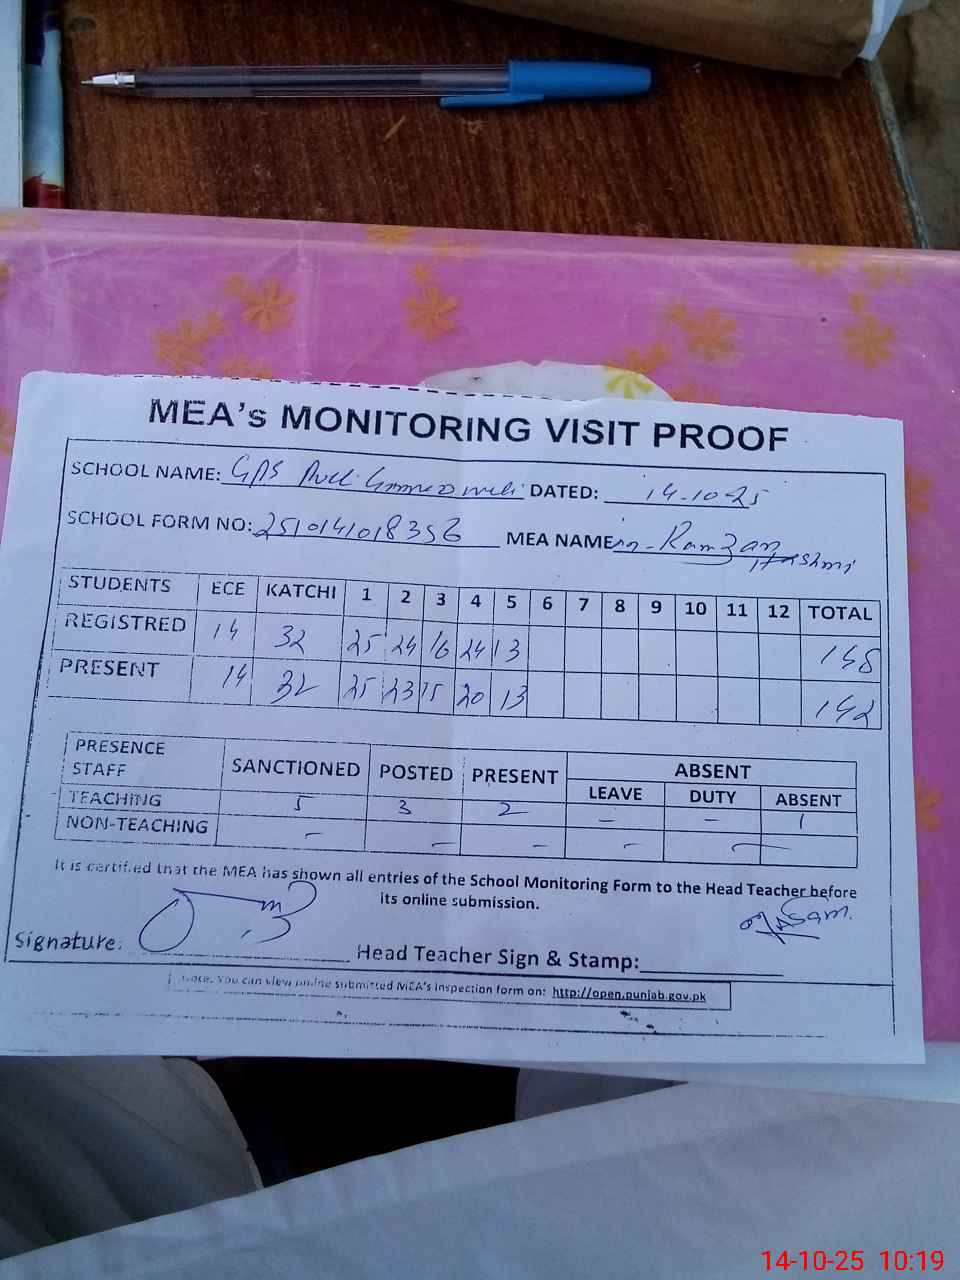 MEA's MONITORING VISIT PROOF
SCHOOL NAME: GPS DATED: 14-10-25
SCHOOL FORM NO: 2510141018356 MEA NAME m-Ramzan Hashmi
STUDENTS ECE KATCHI 1 2 3 4 5 6 7 8 9 10 11 12 TOTAL
REGISTRED 14 32 25 24 16 24 13 148
PRESENT 14 32 25 23 15 20 13 142
PRESENCE STAFF SANCTIONED POSTED PRESENT ABSENT
LEAVE DUTY ABSENT
TEACHING 5 3 2 - - 1
NON-TEACHING - - - - -
It is certified that the MEA has shown all entries of the School Monitoring Form to the Head Teacher before
its online submission.
Signature: Head Teacher Sign & Stamp:
Note: You can view online submitted MEA's Inspection form on: http://open.punjab.gov.pk
14-10-25 10:19